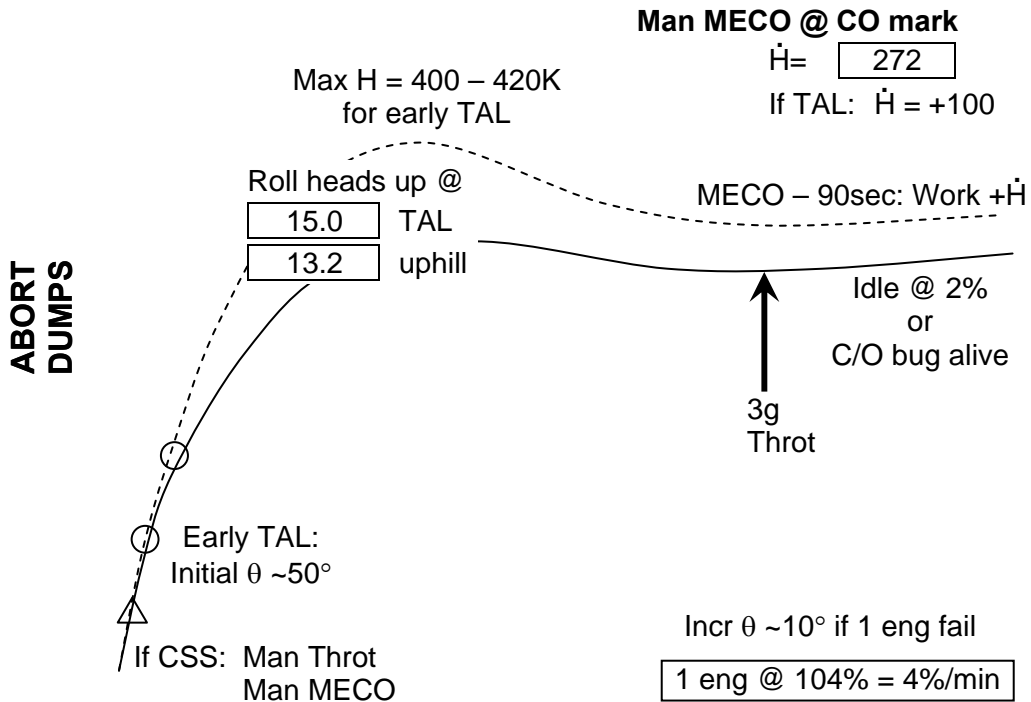 Man MECO @ CO mark
Ḣ= 272
If TAL: Ḣ = +100
Max H = 400 – 420K
for early TAL
Roll heads up @
15.0 TAL
13.2 uphill
MECO – 90sec: Work +Ḣ
Idle @ 2%
or
C/O bug alive
3g
Throt
ABORT
DUMPS
Early TAL:
Initial θ ~50°
If CSS: Man Throt
Man MECO
Incr θ ~10° if 1 eng fail
1 eng @ 104% = 4%/min